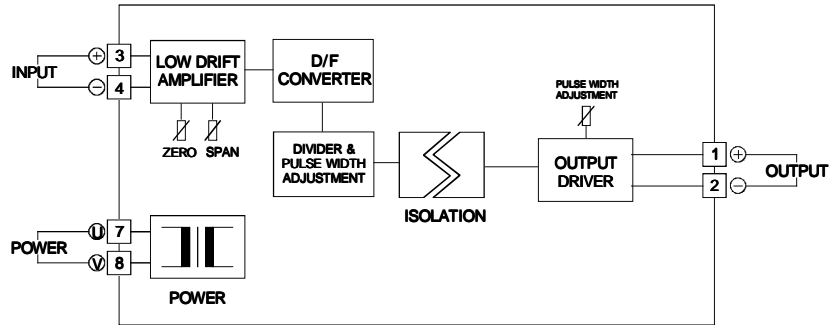 INPUT
+ 3
− 4
LOW DRIFT
AMPLIFIER
ZERO SPAN
D/F
CONVERTER
DIVIDER &
PULSE WIDTH
ADJUSTMENT
ISOLATION
PULSE WIDTH
ADJUSTMENT
OUTPUT
DRIVER
1 +
2 −
OUTPUT
POWER
U 7
V 8
POWER